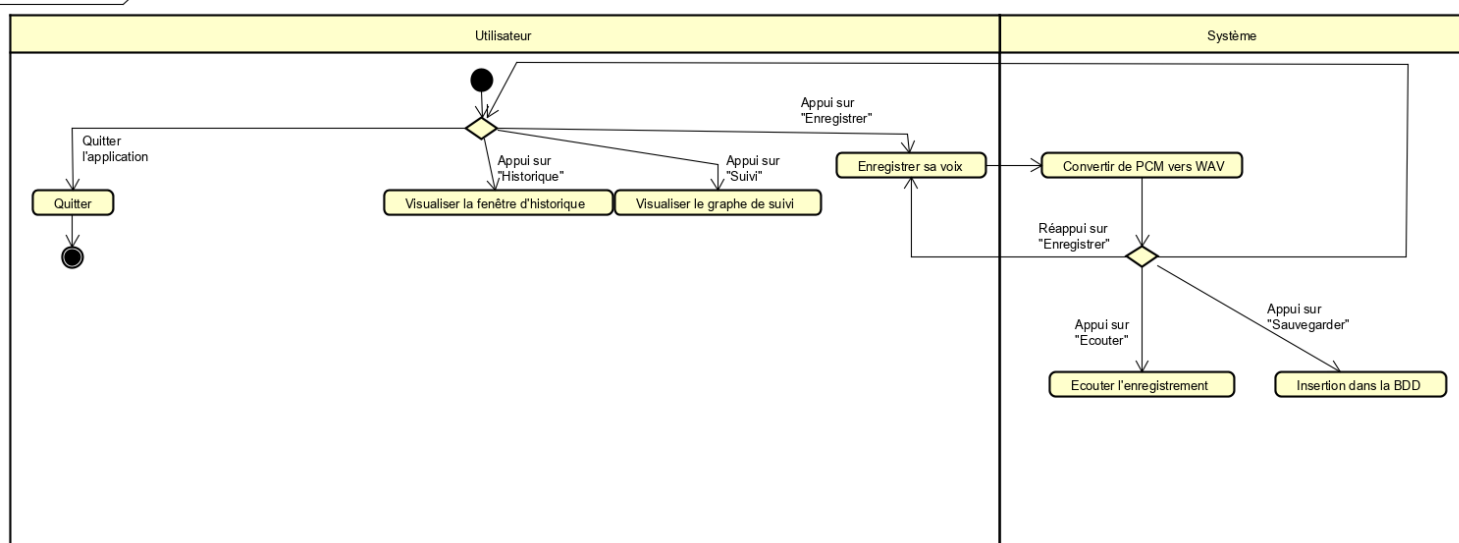 Utilisateur
Système
Appui sur
"Enregistrer"
Quitter
l'application
Appui sur
"Historique"
Appui sur
"Suivi"
Enregistrer sa voix
Convertir de PCM vers WAV
Quitter
Visualiser la fenêtre d'historique
Visualiser le graphe de suivi
Réappui sur
"Enregistrer"
Appui sur
"Ecouter"
Appui sur
"Sauvegarder"
Ecouter l'enregistrement
Insertion dans la BDD